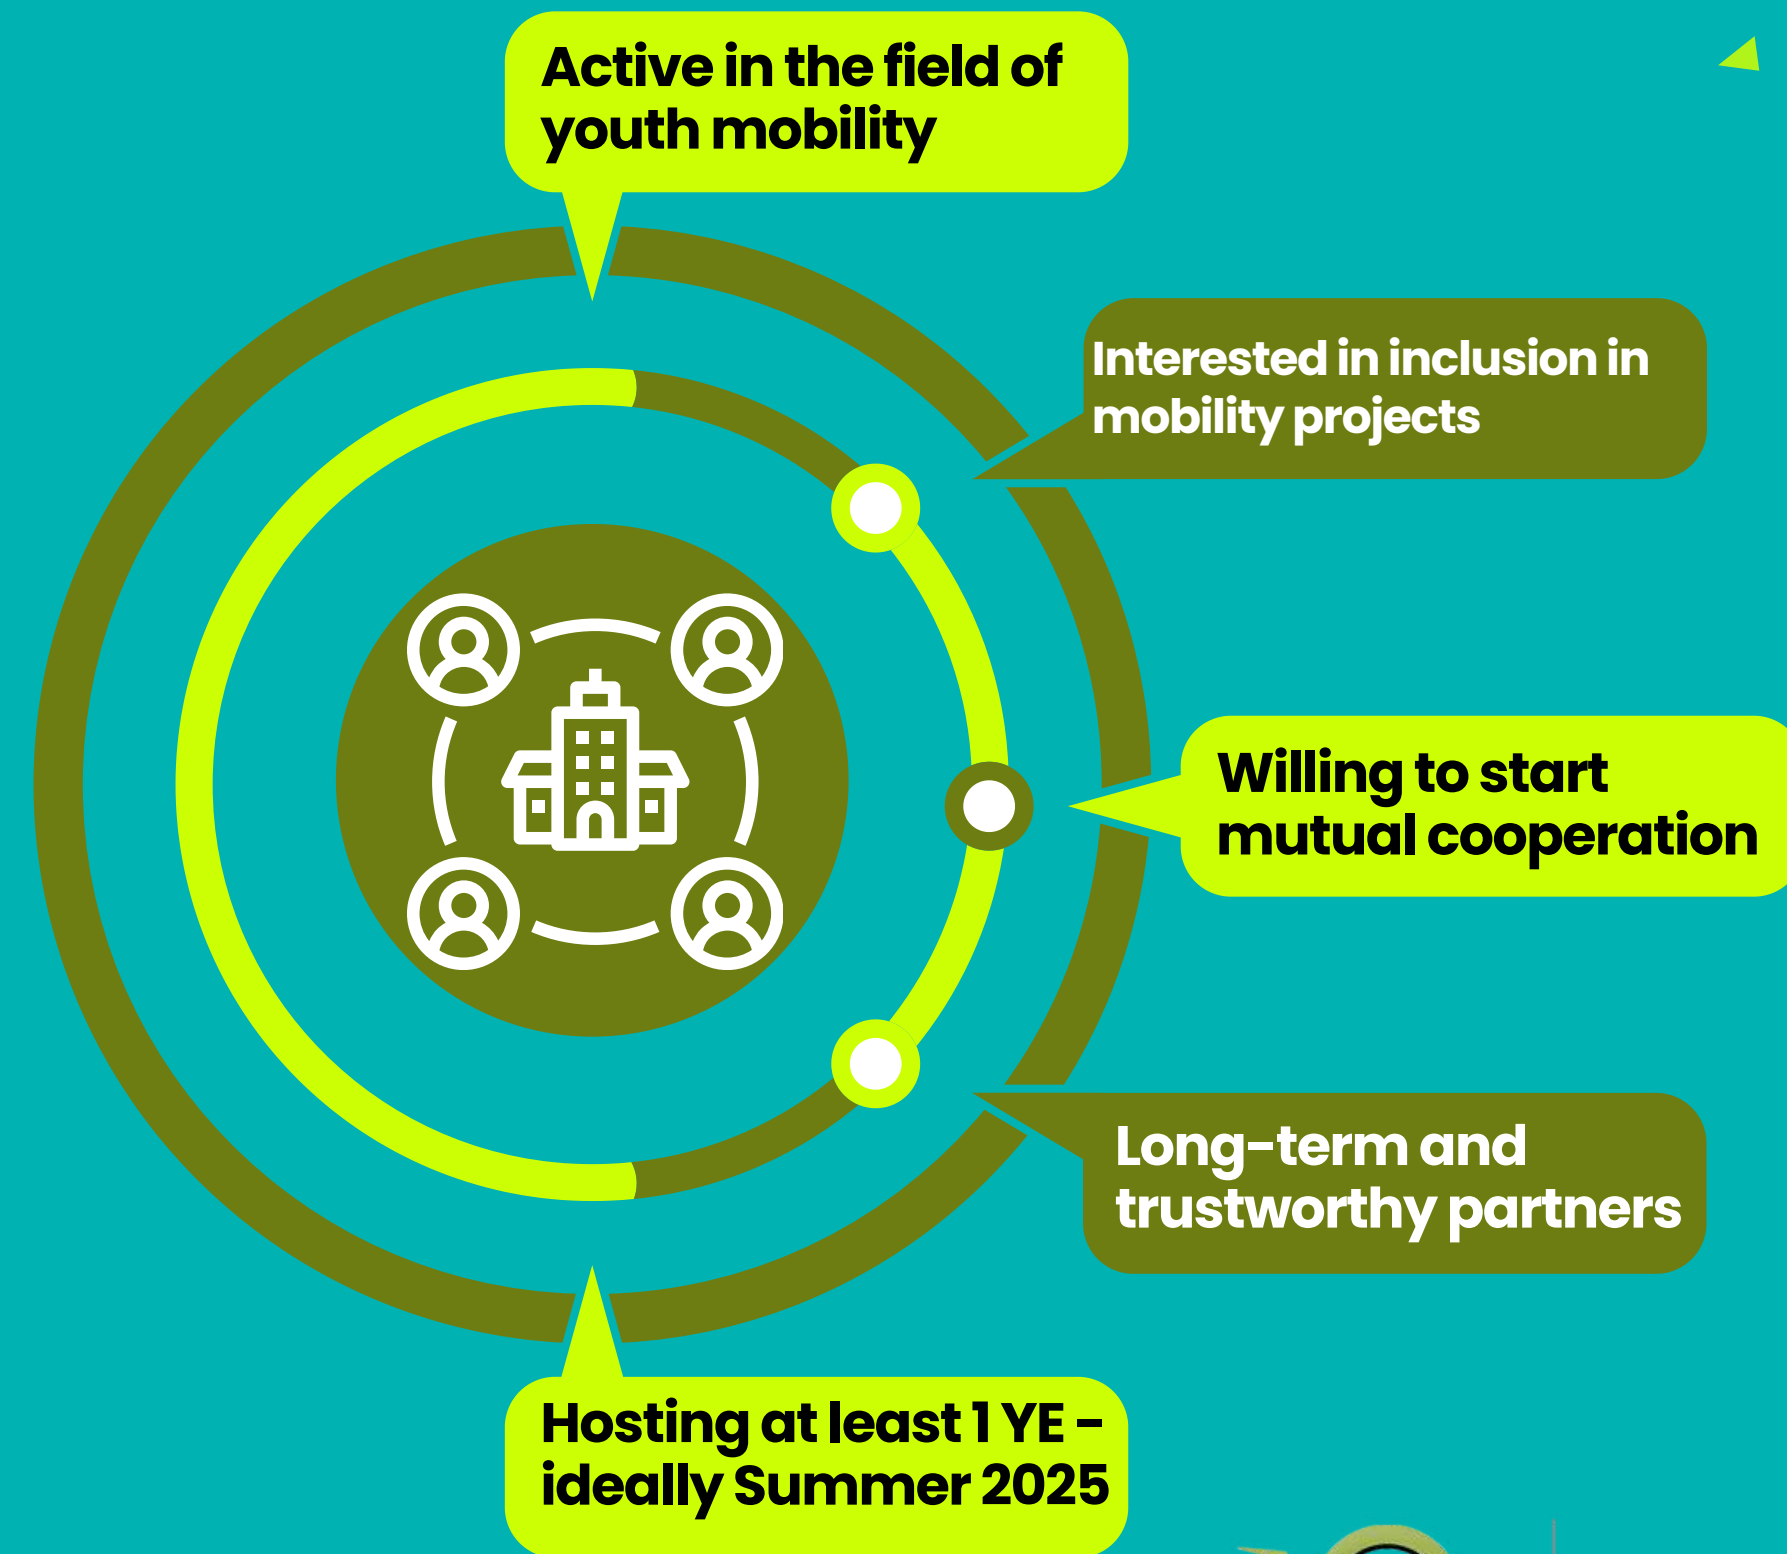 Active in the field of
youth mobility
Interested in inclusion in
mobility projects
Willing to start
mutual cooperation
Long-term and
trustworthy partners
Hosting at least 1 YE -
ideally Summer 2025